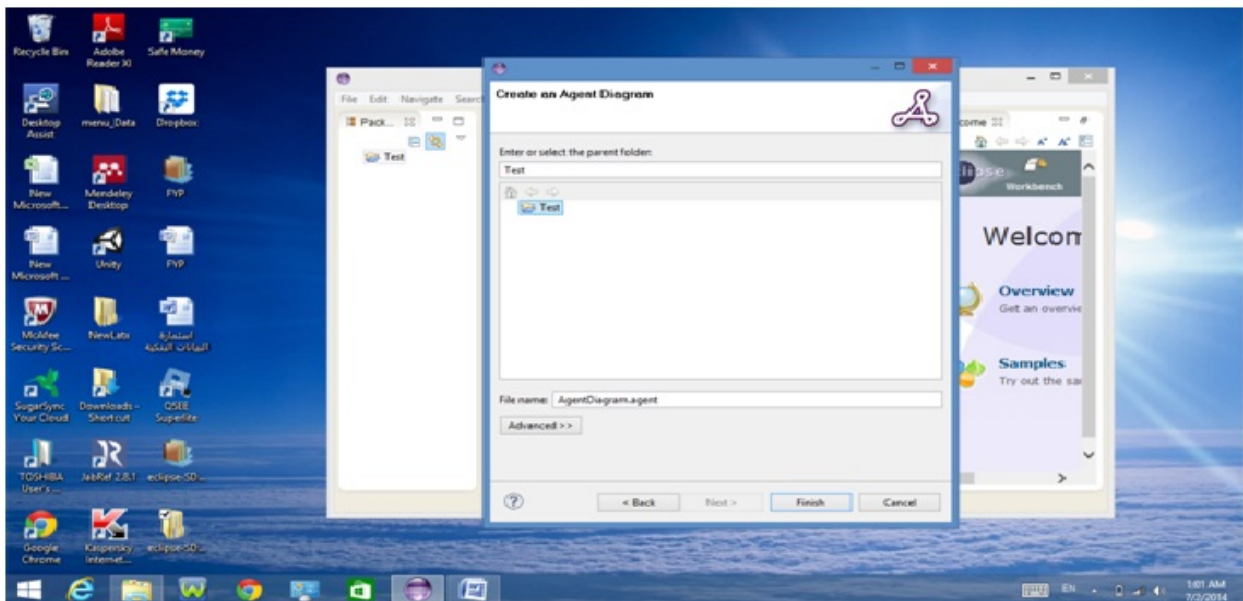 Recycle Bin
Adobe Reader XI
Safe Money
Desktop Assist
menu_Data
Dropbox
New Microsoft...
Mendeley Desktop
FYP
New Microsoft ...
Unity
FYP
McAfee Security Sc...
NewLatx
استمارة
البيانات البنكية
SugarSync Your Cloud
Downloads - Shortcut
QSEE Superlite
TOSHIBA User's ...
JabRef 2.8.1
eclipse-SD...
Google Chrome
Kaspersky Internet...
eclipse-SD...
File Edit Navigate Search
Pack...
Test
Create an Agent Diagram
Enter or select the parent folder:
Test
Test
File name: AgentDiagram.agent
Advanced >>
< Back Next > Finish Cancel
come
Workbench
Welcom
Overview
Get an overvie
Samples
Try out the sa
EN
1:01 AM
7/2/2014